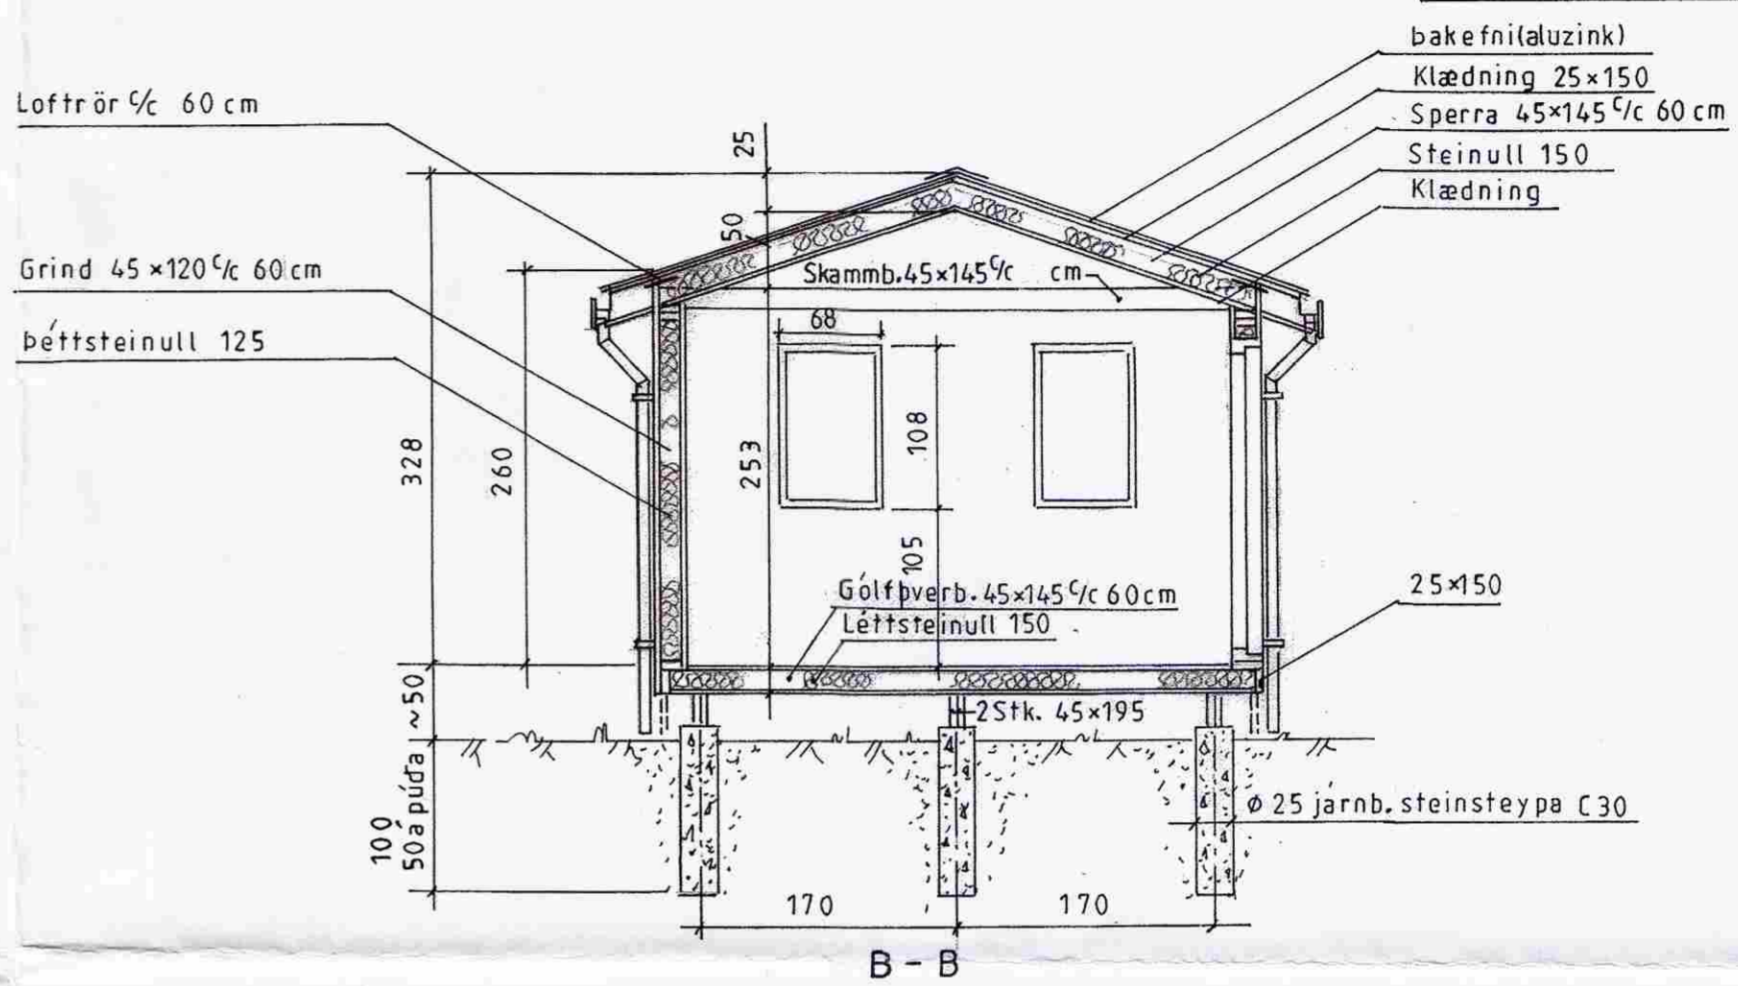 þakefni(aluzink)
Klædning 25×150
Sperra 45×145 c/c 60 cm
Steinull 150
Klædning
Loftrör c/c 60 cm
Grind 45×120 c/c 60 cm
Þéttsteinull 125
25
50
Skammb. 45×145 c/c cm
68
108
328
260
253
105
Gólfþverb. 45×145 c/c 60cm
Léttsteinull 150
25×150
~50
2Stk. 45×195
100
50 á púða
ϕ 25 járnb. steinsteypa C30
170
170
B - B